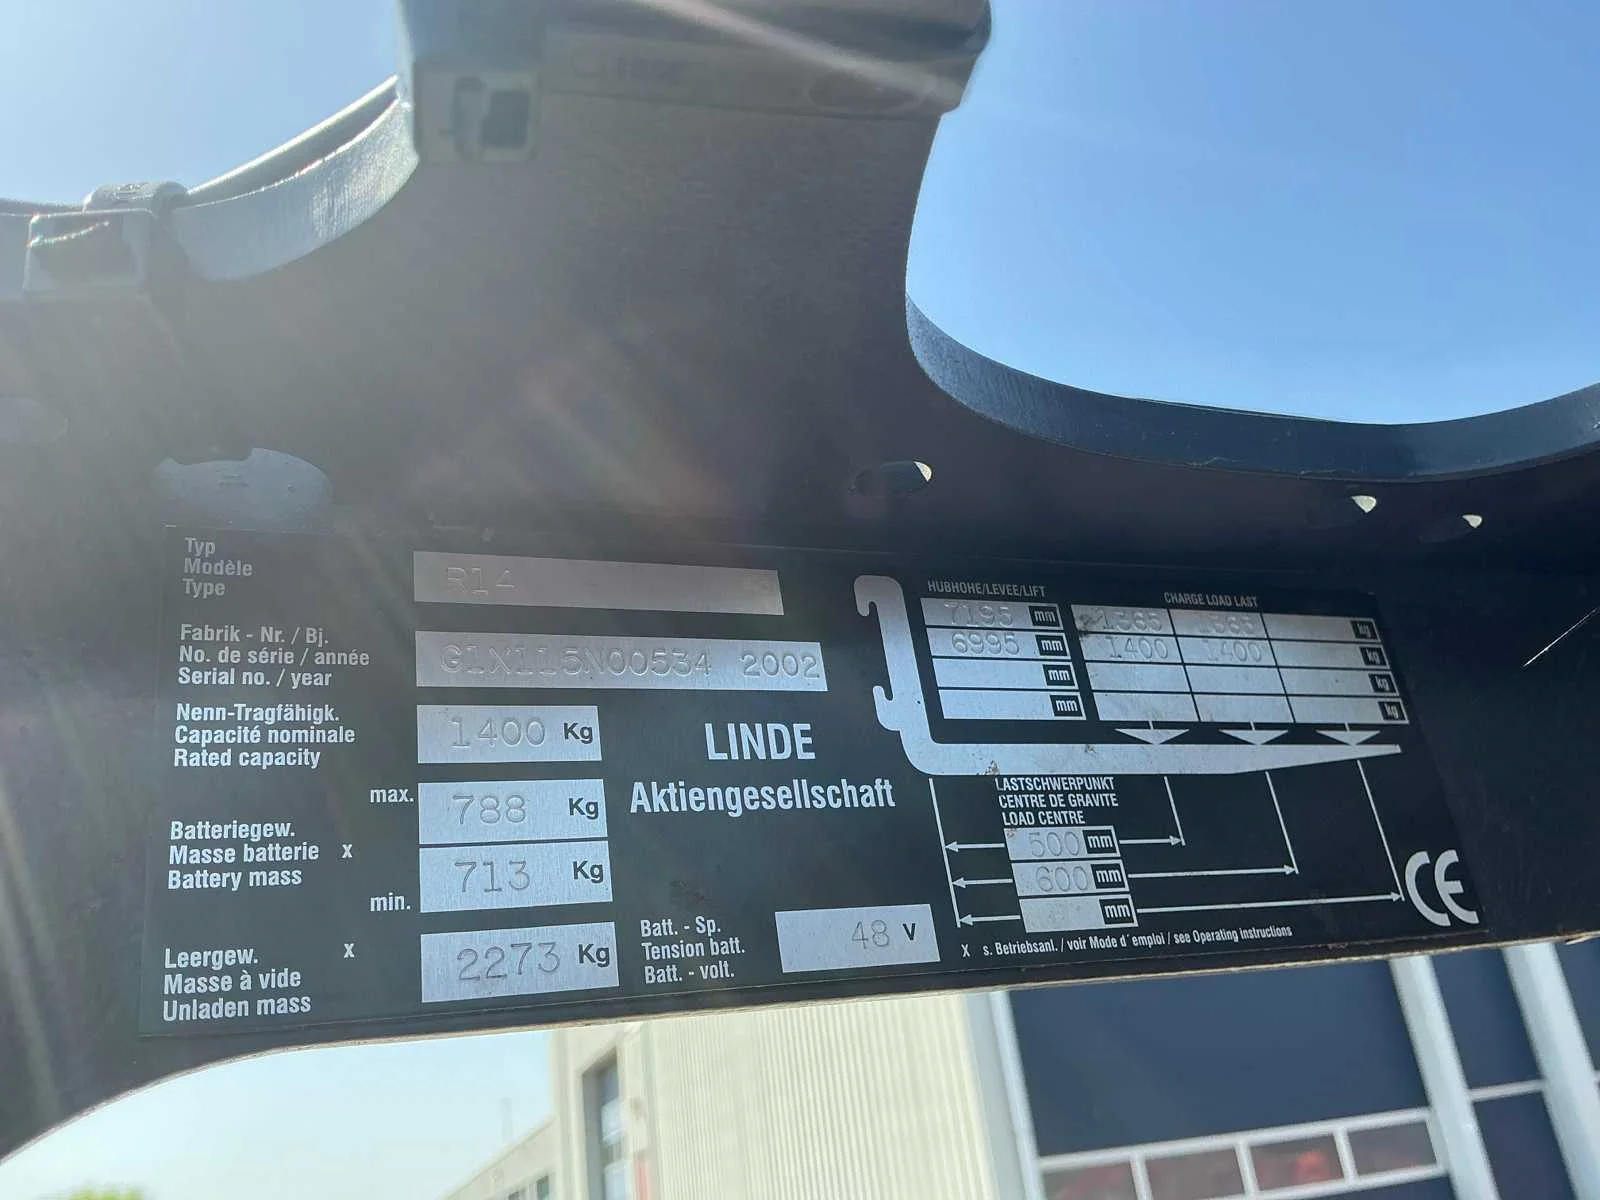 Typ
Modèle
Type
R14
Fabrik - Nr. / Bj.
No. de série / année
Serial no. / year
G1X115N00534 2002
Nenn-Tragfähigk.
Capacité nominale
Rated capacity
1400 Kg
max.
788 Kg
Batteriegew.
Masse batterie x
Battery mass
713 Kg
min.
Leergew. x
Masse à vide
Unladen mass
2273 Kg
LINDE
Aktiengesellschaft
Batt. - Sp.
Tension batt.
Batt. - volt.
48 V
HUBHOHE/LEVEE/LIFT
CHARGE LOAD LAST
7195 mm 1365 1365 kg
6995 mm 1400 1400 kg
mm kg
mm kg
LASTSCHWERPUNKT
CENTRE DE GRAVITE
LOAD CENTRE
500 mm
600 mm
mm
CE
X s. Betriebsanl. / voir Mode d´emploi / see Operating instructions